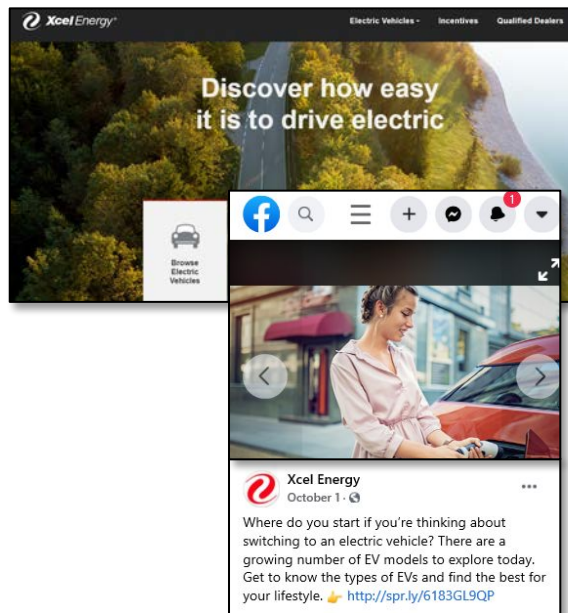 Xcel Energy®
Electric Vehicles Incentives Qualified Dealers
Discover how easy
it is to drive electric
Browse
Electric
Vehicles
1
Xcel Energy
October 1 ·
Where do you start if you're thinking about
switching to an electric vehicle? There are a
growing number of EV models to explore today.
Get to know the types of EVs and find the best for
your lifestyle. 👉 http://spr.ly/6183GL9QP